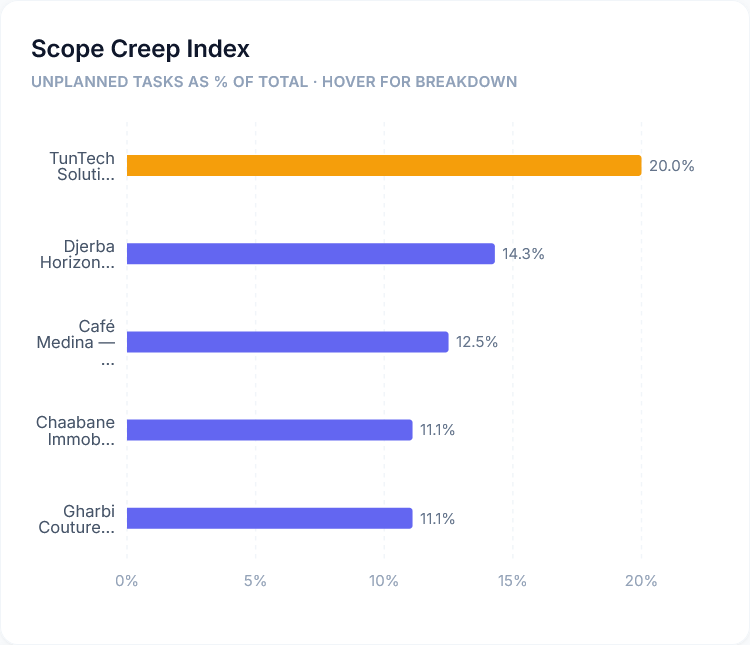 Scope Creep Index
UNPLANNED TASKS AS % OF TOTAL · HOVER FOR BREAKDOWN
TunTech
Soluti...
20.0%
Djerba
Horizon...
14.3%
Café
Medina —
...
12.5%
Chaabane
Immob...
11.1%
Gharbi
Couture...
11.1%
0% 5% 10% 15% 20%